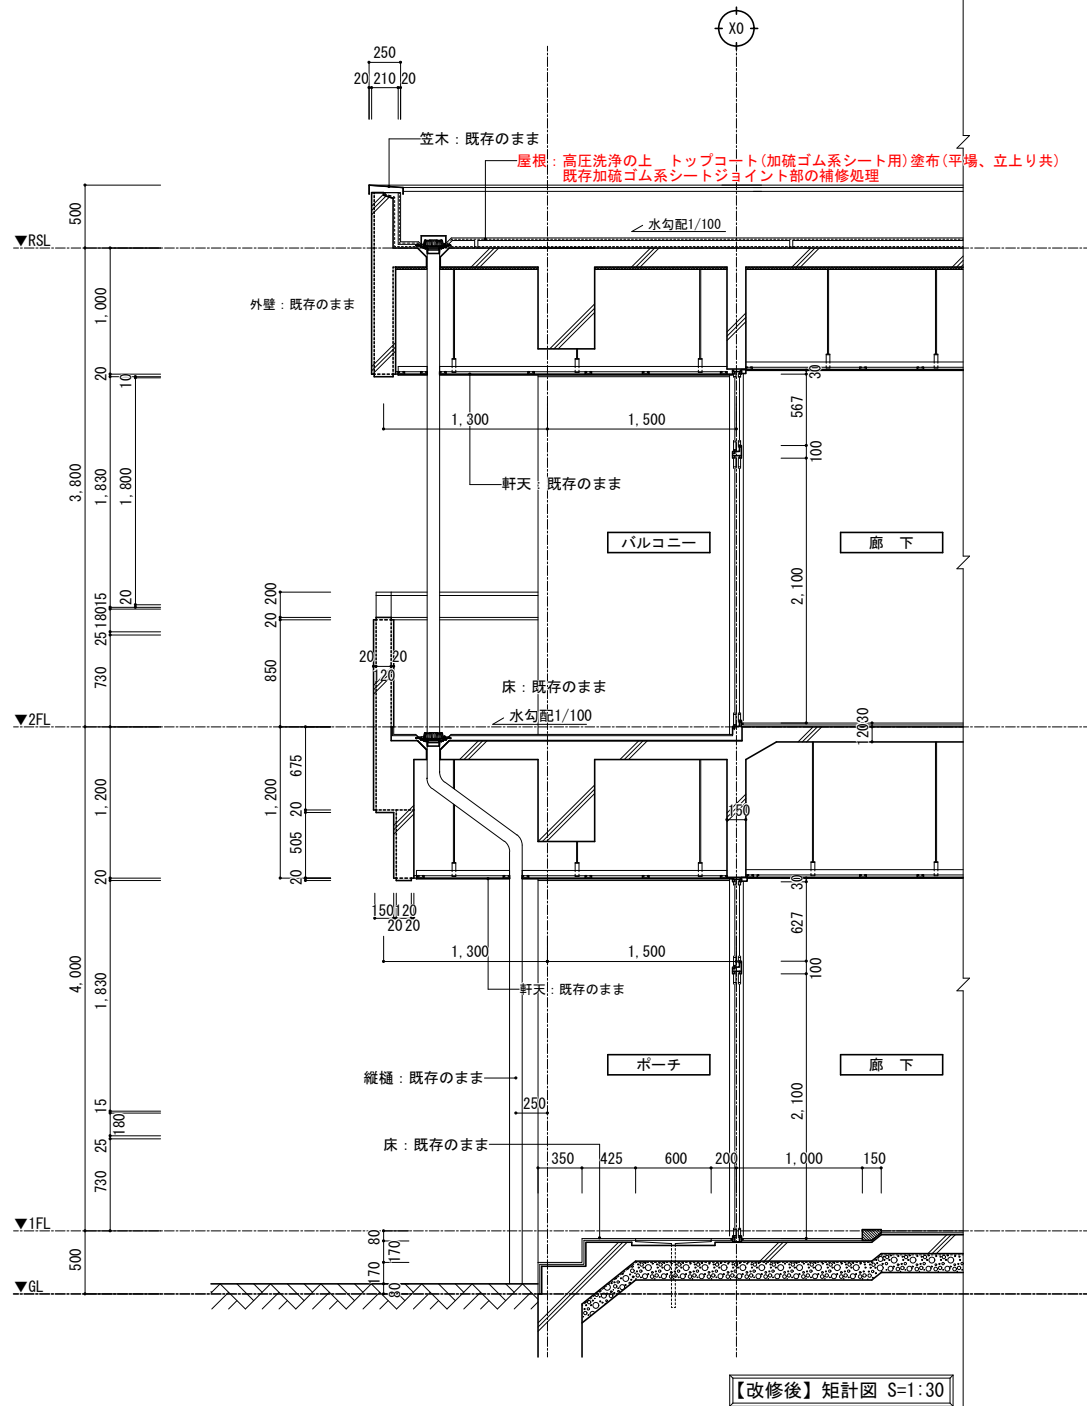 X0
250
20 210 20
笠木：既存のまま
屋根：高圧洗浄の上　トップコート(加硫ゴム系シート用)塗布(平場、立上り共)
既存加硫ゴム系シートジョイント部の補修処理
500
水勾配1/100
▼RSL
1,000
外壁：既存のまま
20
10
30
567
1,300
1,500
100
3,800
1,830
1,800
軒天：既存のまま
バルコニー
廊　下
2,100
20
15
180
25
200
20
850
730
20
20
120
床：既存のまま
水勾配1/100
▼2FL
30
120
675
1,200
1,200
20
150
505
20
20
30
150
120
20
20
627
1,300
1,500
100
4,000
1,830
軒天：既存のまま
ポーチ
廊　下
縦樋：既存のまま
2,100
15
180
250
25
床：既存のまま
730
350
425
600
200
1,000
150
▼1FL
80
170
500
170
80
▼GL
【改修後】矩計図 S=1:30